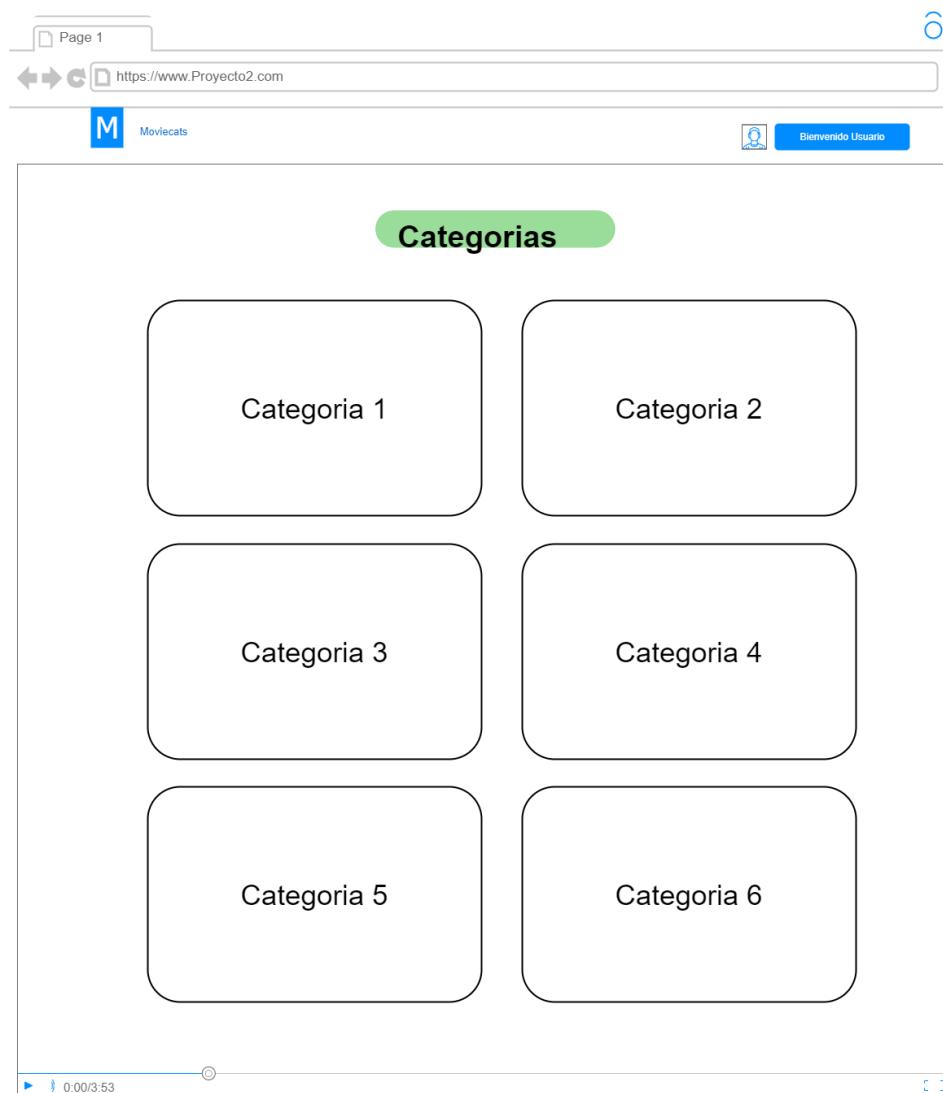 Page 1
https://www.Proyecto2.com
M
Moviecats
Bienvenido Usuario
Categorias
Categoria 1
Categoria 2
Categoria 3
Categoria 4
Categoria 5
Categoria 6
0:00/3:53